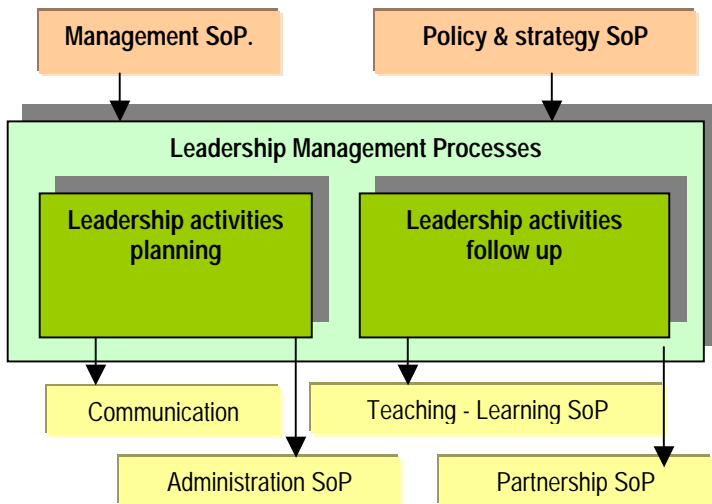 Management SoP.
Policy & strategy SoP
Leadership Management Processes
Leadership activities
planning
Leadership activities
follow up
Communication
Teaching - Learning SoP
Administration SoP
Partnership SoP